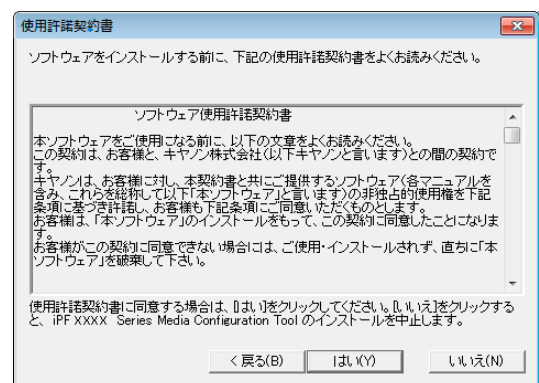 使用許諾契約書
ソフトウェアをインストールする前に、下記の使用許諾契約書をよくお読みください。
ソフトウェア使用許諾契約書
本ソフトウェアをご使用になる前に、以下の文章をよくお読みください。
この契約は、お客様と、キヤノン株式会社(以下キヤノンと言います)との間の契約で
す。
キヤノンは、お客様に対し、本契約書と共にご提供するソフトウェア(各マニュアルを
含み、これらを総称して以下「本ソフトウェア」と言います)の非独占的使用権を下記
条項に基づき許諾し、お客様も下記条項にご同意いただくものとします。
お客様は、「本ソフトウェア」のインストールをもって、この契約に同意したことになりま
す。
お客様がこの契約に同意できない場合には、ご使用・インストールされず、直ちに「本
ソフトウェア」を破棄して下さい。
使用許諾契約書に同意する場合は、[はい]をクリックしてください。[いいえ]をクリックする
と、iPF XXXX Series Media Configuration Tool のインストールを中止します。
< 戻る(B) はい(Y) いいえ(N)